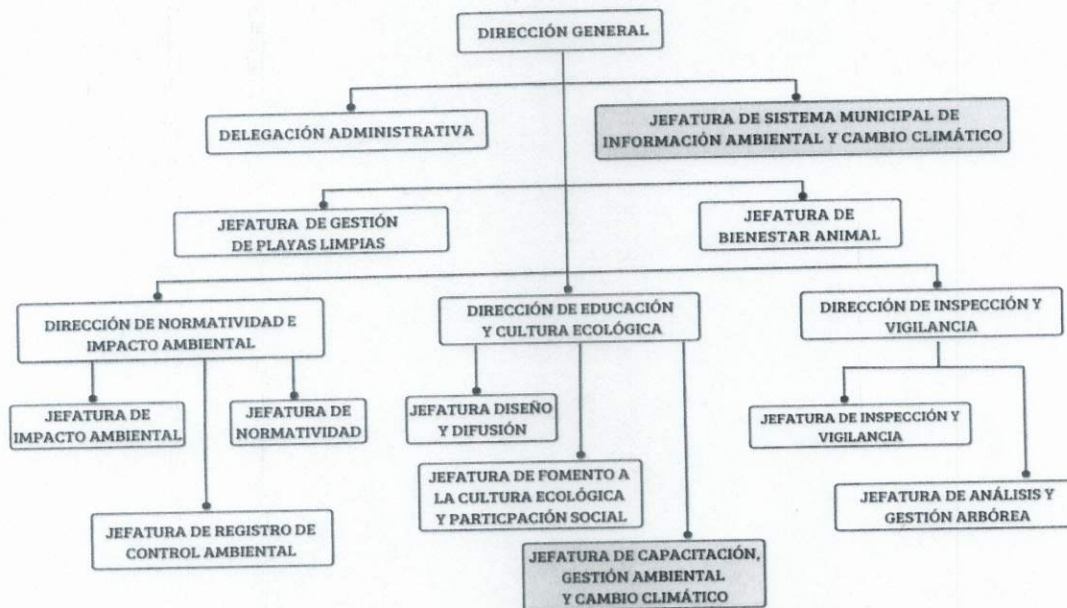 DIRECCIÓN GENERAL
DELEGACIÓN ADMINISTRATIVA
JEFATURA DE SISTEMA MUNICIPAL DE
INFORMACIÓN AMBIENTAL Y CAMBIO CLIMÁTICO
JEFATURA DE GESTIÓN
DE PLAYAS LIMPIAS
JEFATURA DE
BIENESTAR ANIMAL
DIRECCIÓN DE NORMATIVIDAD E
IMPACTO AMBIENTAL
DIRECCIÓN DE EDUCACIÓN
Y CULTURA ECOLÓGICA
DIRECCIÓN DE INSPECCIÓN Y
VIGILANCIA
JEFATURA DE
IMPACTO AMBIENTAL
JEFATURA DE
NORMATIVIDAD
JEFATURA DISEÑO
Y DIFUSIÓN
JEFATURA DE INSPECCIÓN Y
VIGILANCIA
JEFATURA DE REGISTRO DE
CONTROL AMBIENTAL
JEFATURA DE FOMENTO A
LA CULTURA ECOLÓGICA
Y PARTICPACIÓN SOCIAL
JEFATURA DE ANÁLISIS Y
GESTIÓN ARBÓREA
JEFATURA DE CAPACITACIÓN,
GESTIÓN AMBIENTAL
Y CAMBIO CLIMÁTICO